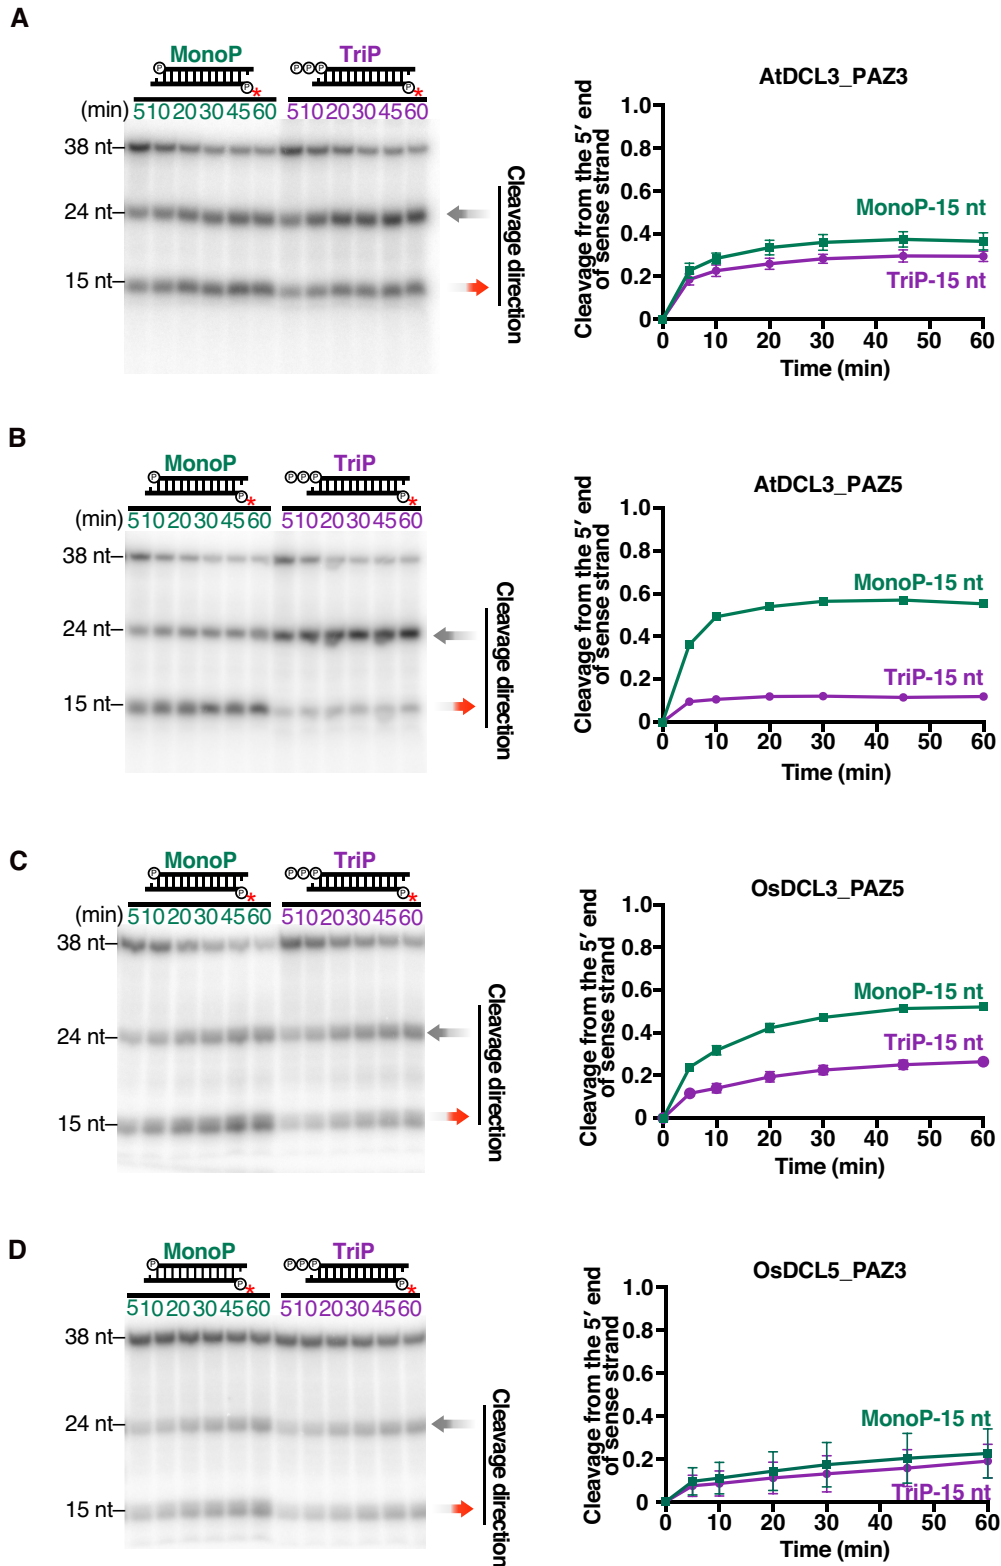 A
MonoP
TriP
P
P P P
P*
P*
(min) 5 10 20 30 45 60 5 10 20 30 45 60
38 nt
24 nt
15 nt
Cleavage direction
AtDCL3_PAZ3
Cleavage from the 5′ end
of sense strand
1.0
0.8
0.6
0.4
0.2
0
MonoP-15 nt
TriP-15 nt
0 10 20 30 40 50 60
Time (min)
B
MonoP
TriP
P
P P P
P*
P*
(min) 5 10 20 30 45 60 5 10 20 30 45 60
38 nt
24 nt
15 nt
Cleavage direction
AtDCL3_PAZ5
Cleavage from the 5′ end
of sense strand
1.0
0.8
0.6
0.4
0.2
0
MonoP-15 nt
TriP-15 nt
0 10 20 30 40 50 60
Time (min)
C
MonoP
TriP
P
P P P
P*
P*
(min) 5 10 20 30 45 60 5 10 20 30 45 60
38 nt
24 nt
15 nt
Cleavage direction
OsDCL3_PAZ5
Cleavage from the 5′ end
of sense strand
1.0
0.8
0.6
0.4
0.2
0
MonoP-15 nt
TriP-15 nt
0 10 20 30 40 50 60
Time (min)
D
MonoP
TriP
P
P P P
P*
P*
5 10 20 30 45 60 5 10 20 30 45 60
38 nt
24 nt
15 nt
Cleavage direction
OsDCL5_PAZ3
Cleavage from the 5′ end
of sense strand
1.0
0.8
0.6
0.4
0.2
0
MonoP-15 nt
TriP-15 nt
0 10 20 30 40 50 60
Time (min)